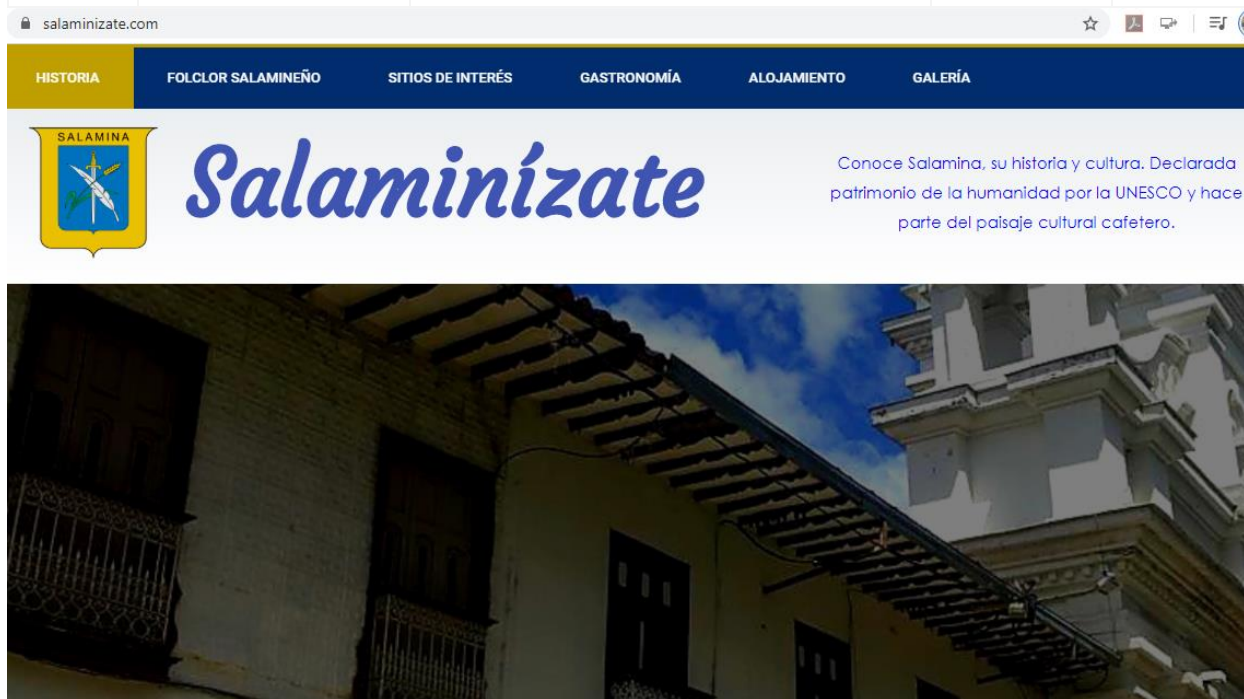 salaminizate.com
HISTORIA FOLCLOR SALAMINEÑO SITIOS DE INTERÉS GASTRONOMÍA ALOJAMIENTO GALERÍA
SALAMINA
Salaminízate
Conoce Salamina, su historia y cultura. Declarada
patrimonio de la humanidad por la UNESCO y hace
parte del paisaje cultural cafetero.